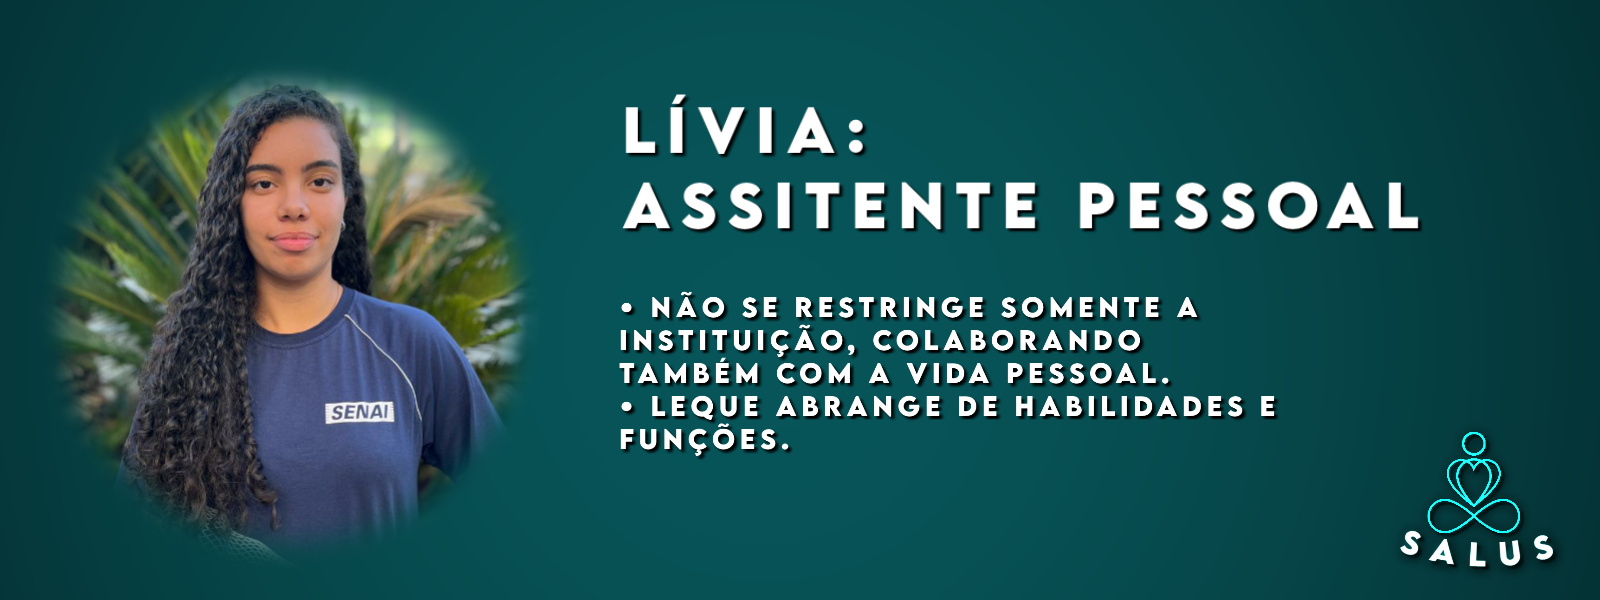 LÍVIA:
ASSITENTE PESSOAL
• NÃO SE RESTRINGE SOMENTE A
INSTITUIÇÃO, COLABORANDO
TAMBÉM COM A VIDA PESSOAL.
• LEQUE ABRANGE DE HABILIDADES E
FUNÇÕES.
SENAI
SALUS